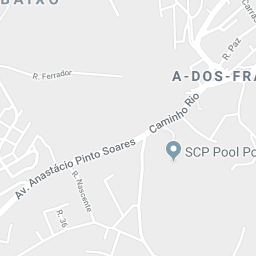 BAIXO
R. Paz
R. Ferrador
A-DOS-FRA
Caminho Rio
Av. Anastácio Pinto Soares
SCP Pool Po
R. Nascente
R. 36